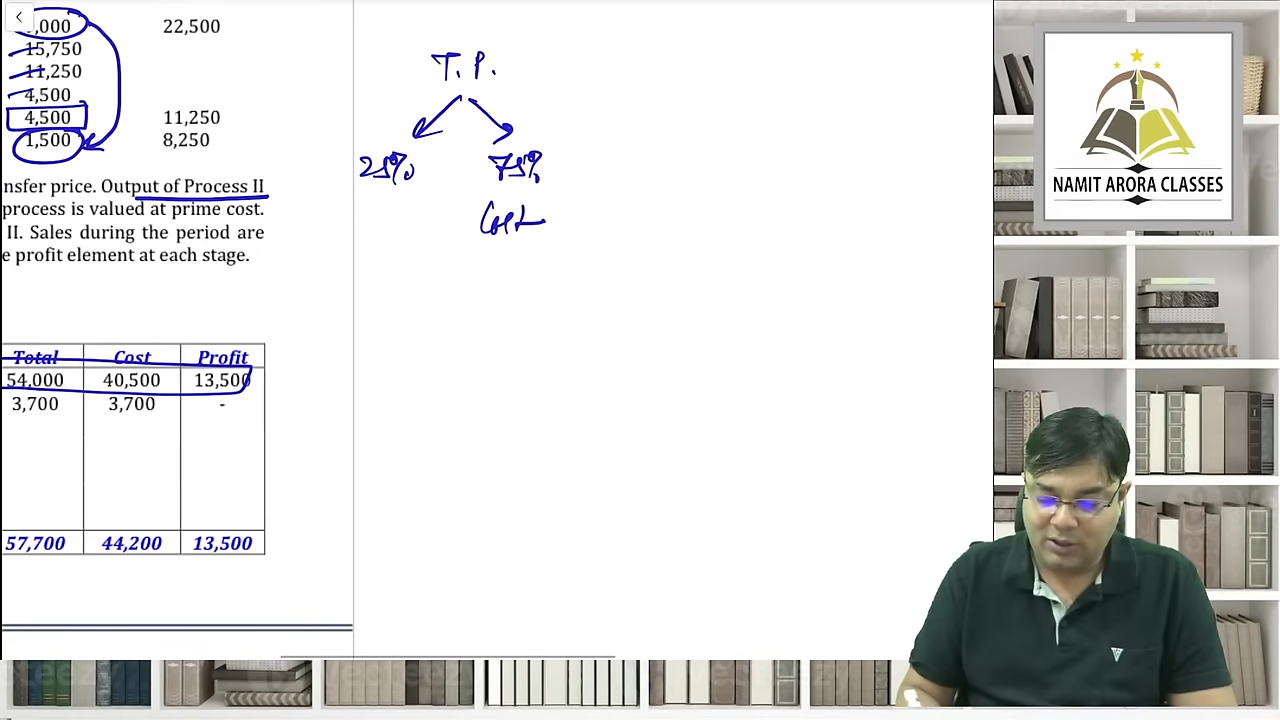 ,000 22,500
15,750
11,250
4,500
4,500 11,250
1,500 8,250
nsfer price. Output of Process II
process is valued at prime cost.
II. Sales during the period are
e profit element at each stage.
Total Cost Profit
54,000 40,500 13,500
3,700 3,700 -
57,700 44,200 13,500
T. P.
25% 75%
Cost
NAMIT ARORA CLASSES